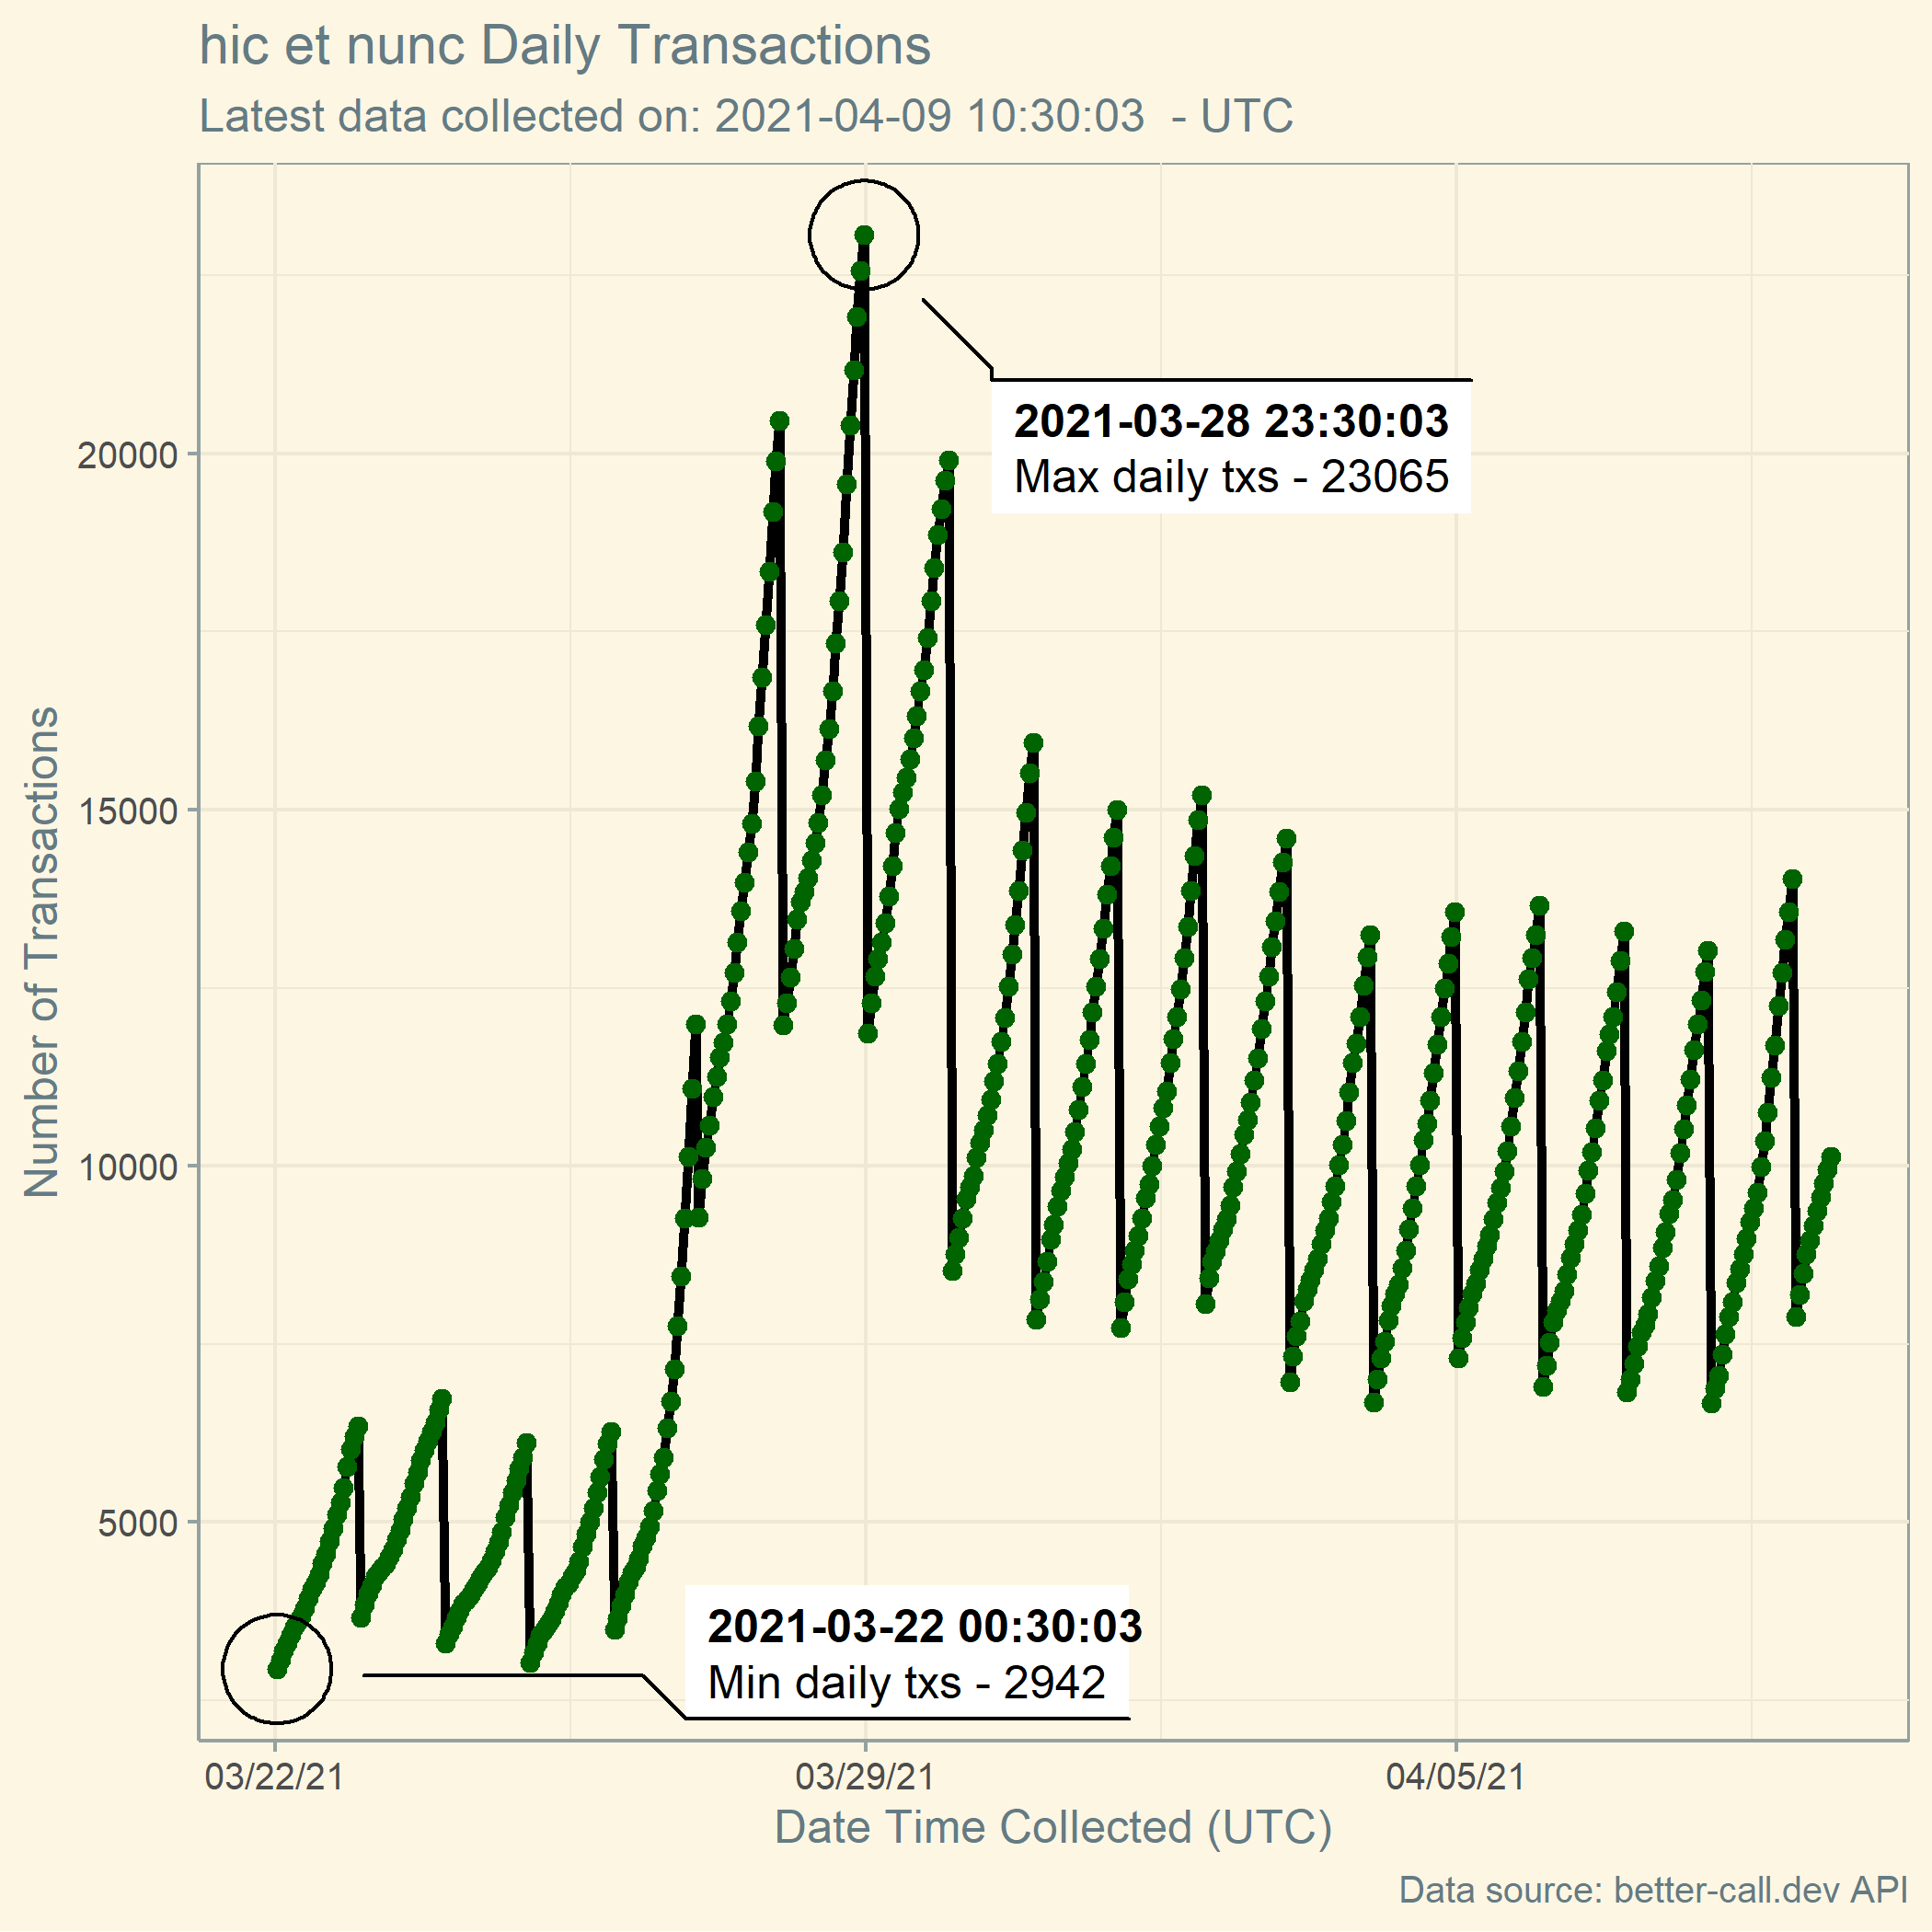 hic et nunc Daily Transactions
Latest data collected on: 2021-04-09 10:30:03  - UTC
Number of Transactions
20000
15000
10000
5000
2021-03-28 23:30:03
Max daily txs - 23065
2021-03-22 00:30:03
Min daily txs - 2942
03/22/21
03/29/21
04/05/21
Date Time Collected (UTC)
Data source: better-call.dev API